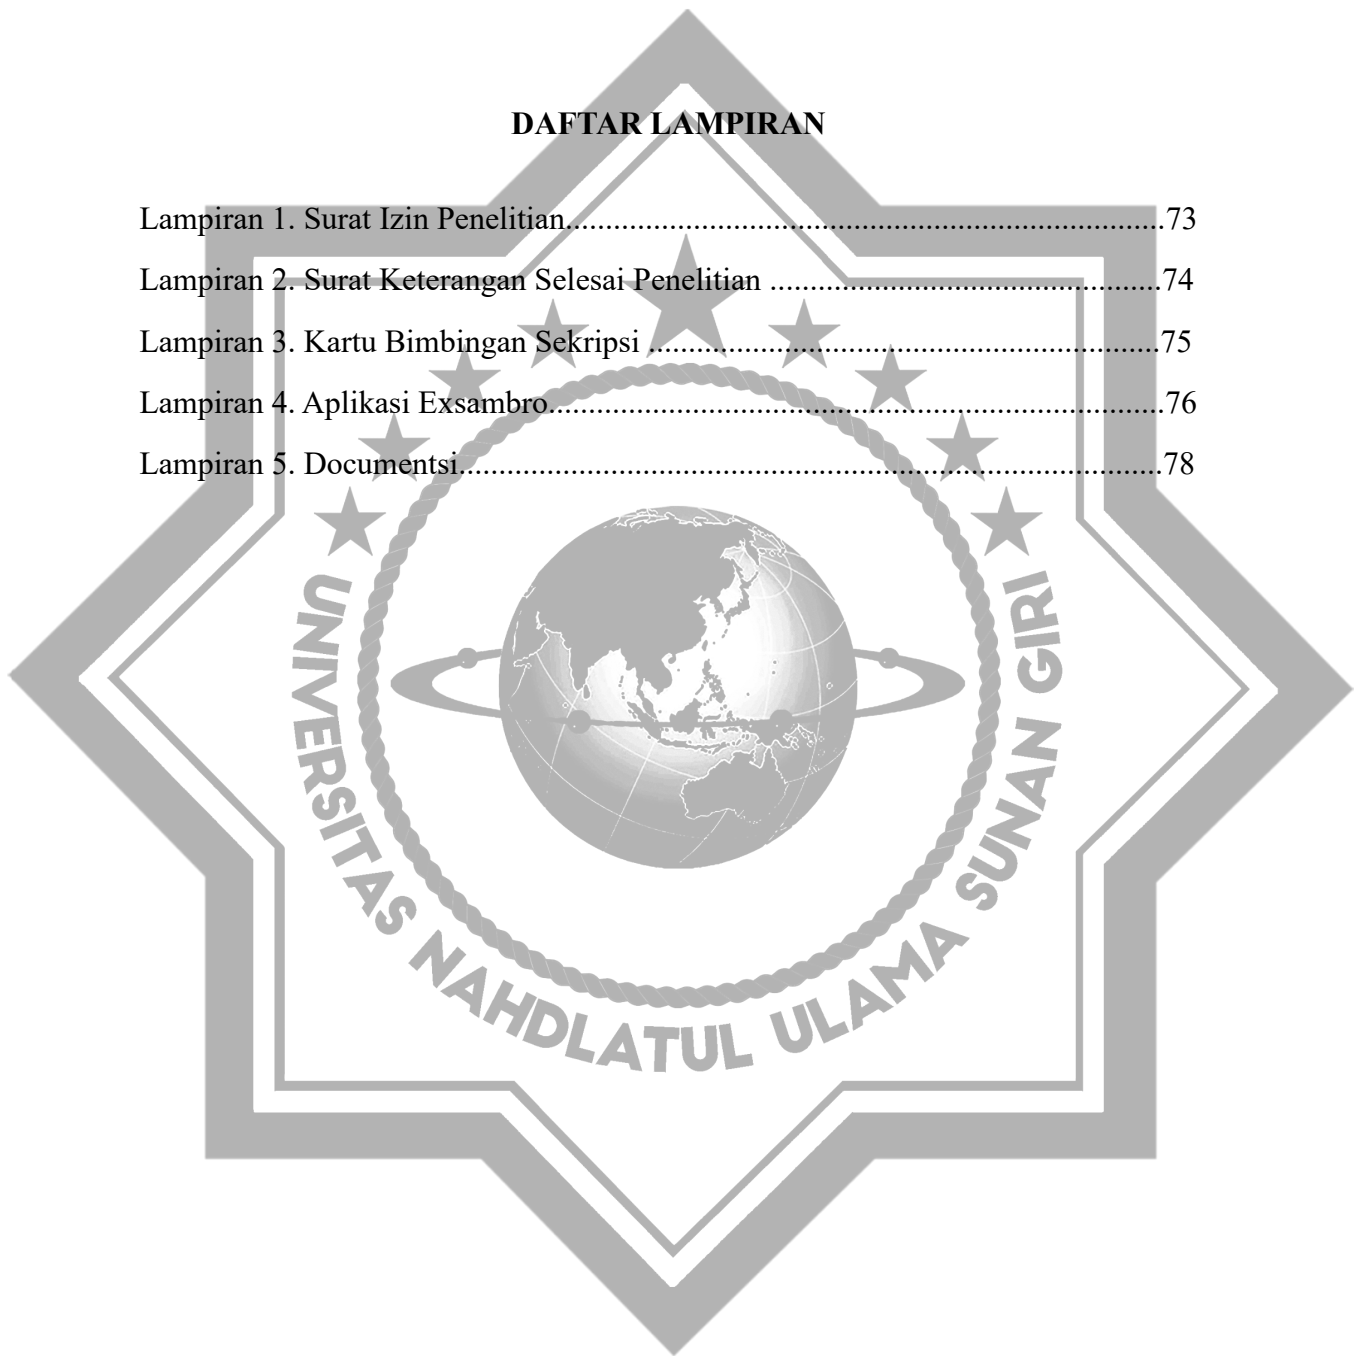 DAFTAR LAMPIRAN
Lampiran 1. Surat Izin Penelitian............................................................................73
Lampiran 2. Surat Keterangan Selesai Penelitian ..................................................74
Lampiran 3. Kartu Bimbingan Sekripsi .................................................................75
Lampiran 4. Aplikasi Exsambro..............................................................................76
Lampiran 5. Documentsi.........................................................................................78
UNIVERSITAS NAHDLATUL ULAMA SUNAN GIRI